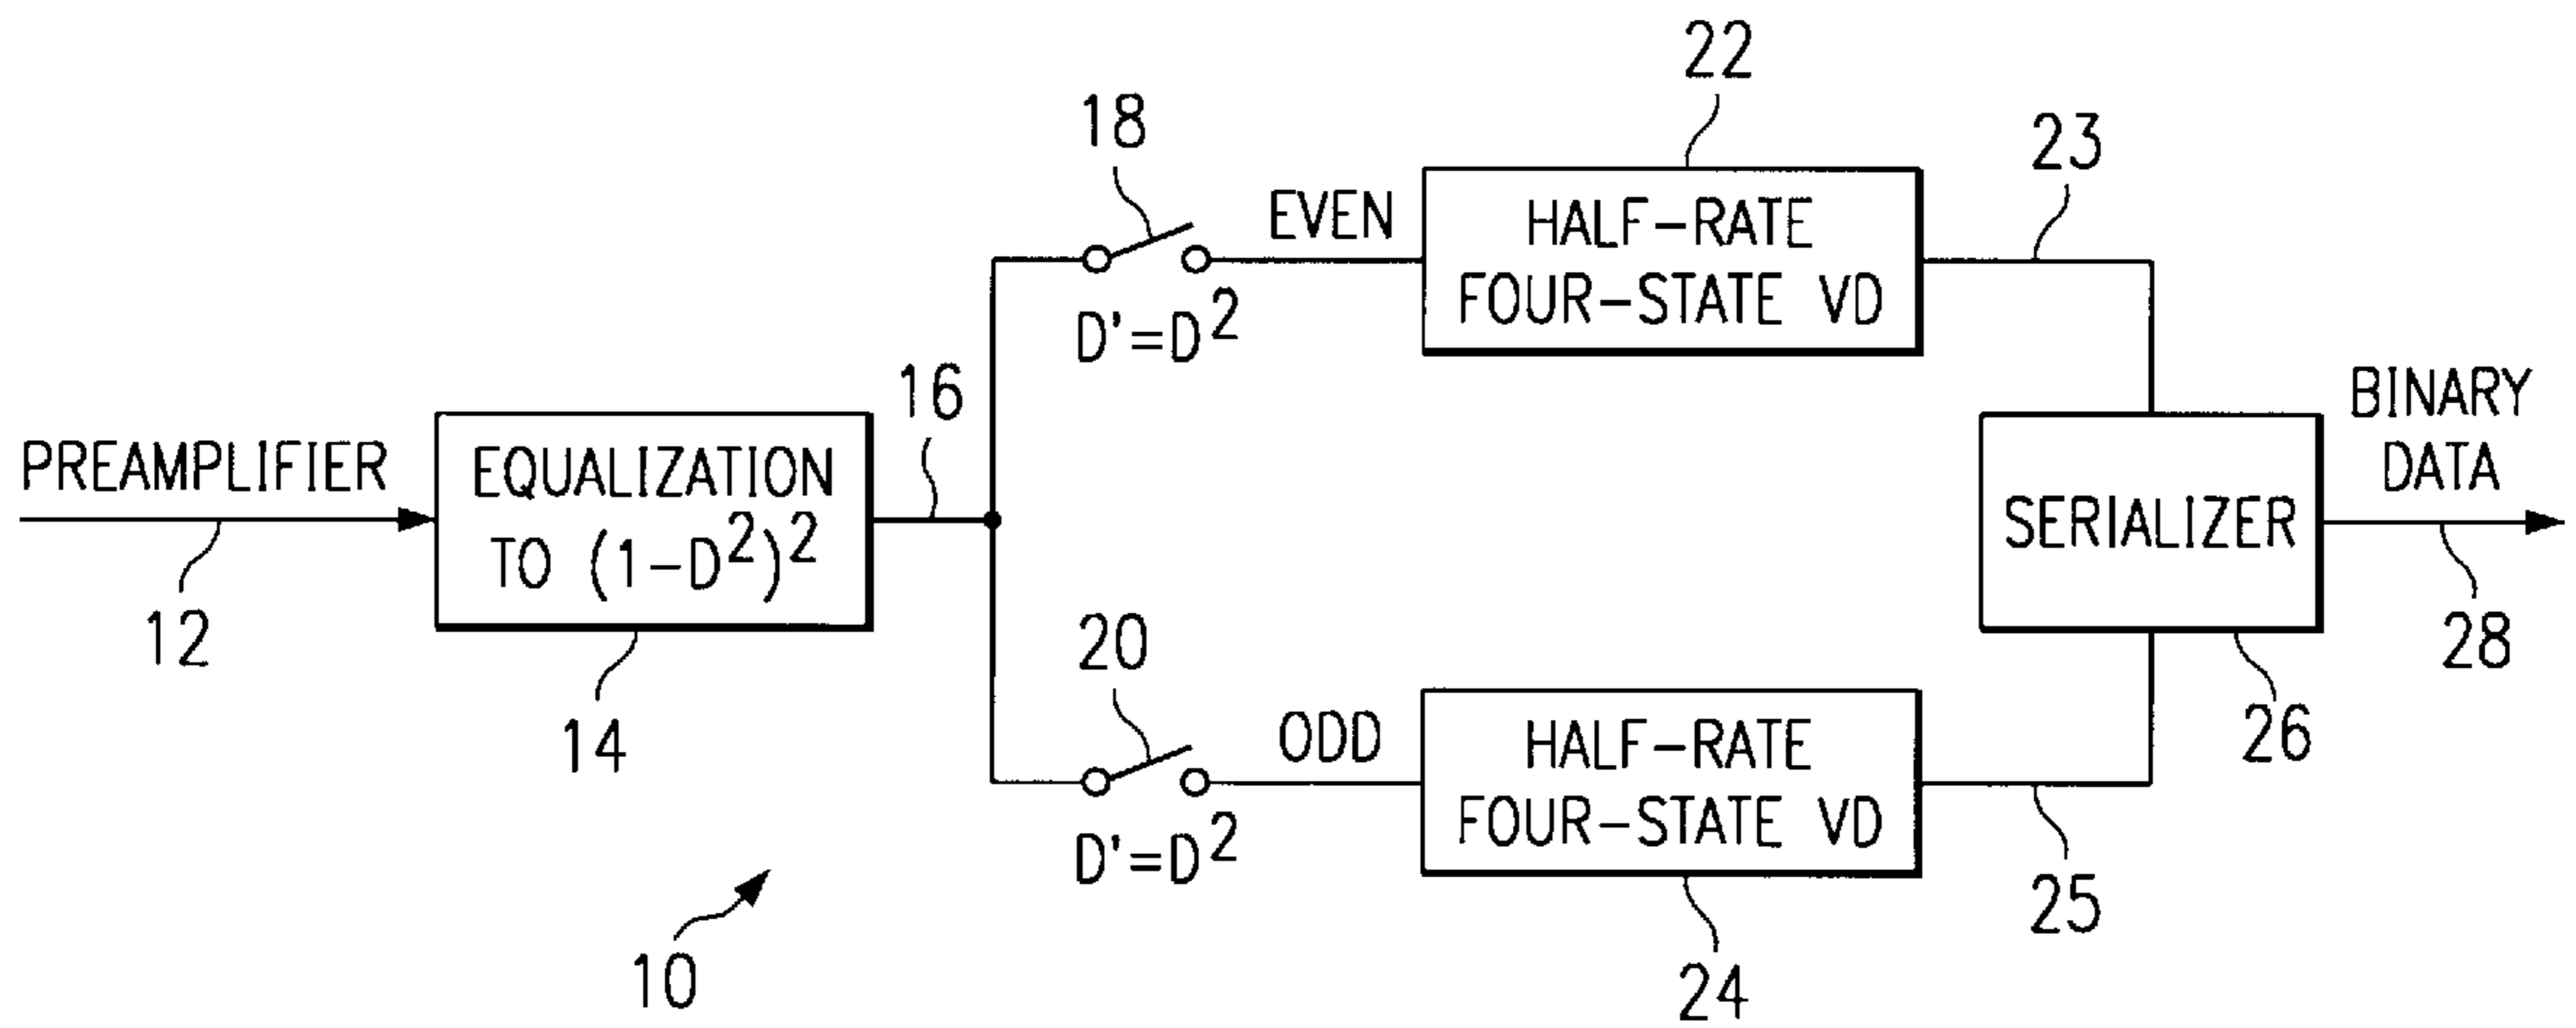 22
18
23
EVEN
HALF-RATE
FOUR-STATE VD
D'=D²
16
BINARY
DATA
PREAMPLIFIER
EQUALIZATION
TO (1-D²)²
SERIALIZER
12
14
20
28
26
ODD
HALF-RATE
FOUR-STATE VD
D'=D²
25
10
24